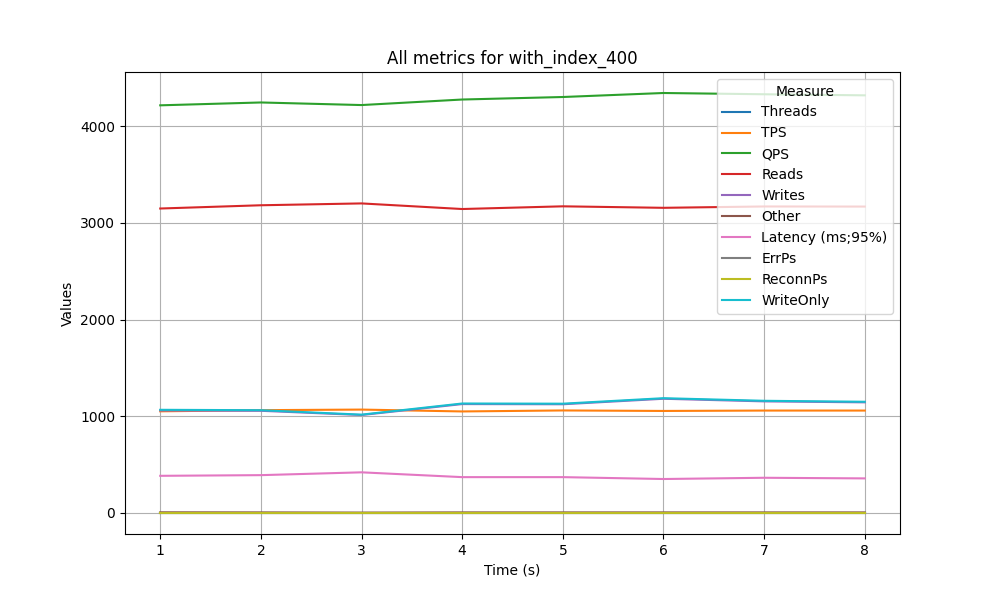 All metrics for with_index_400
Values
4000
3000
2000
1000
0
1 2 3 4 5 6 7 8
Time (s)
Measure
Threads
TPS
QPS
Reads
Writes
Other
Latency (ms;95%)
ErrPs
ReconnPs
WriteOnly